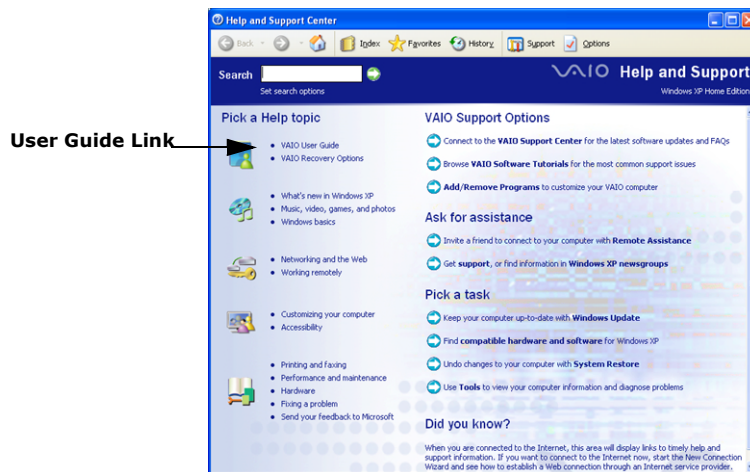 Help and Support Center
Back
Index
Favorites
History
Support
Options
Search
Set search options
VAIO Help and Support
Windows XP Home Edition
User Guide Link
Pick a Help topic
VAIO User Guide
VAIO Recovery Options
What's new in Windows XP
Music, video, games, and photos
Windows basics
Networking and the Web
Working remotely
Customizing your computer
Accessibility
Printing and faxing
Performance and maintenance
Hardware
Fixing a problem
Send your feedback to Microsoft
VAIO Support Options
Connect to the VAIO Support Center for the latest software updates and FAQs
Browse VAIO Software Tutorials for the most common support issues
Add/Remove Programs to customize your VAIO computer
Ask for assistance
Invite a friend to connect to your computer with Remote Assistance
Get support, or find information in Windows XP newsgroups
Pick a task
Keep your computer up-to-date with Windows Update
Find compatible hardware and software for Windows XP
Undo changes to your computer with System Restore
Use Tools to view your computer information and diagnose problems
Did you know?
When you are connected to the Internet, this area will display links to timely help and
support information. If you want to connect to the Internet now, start the New Connection
Wizard and see how to establish a Web connection through an Internet service provider.